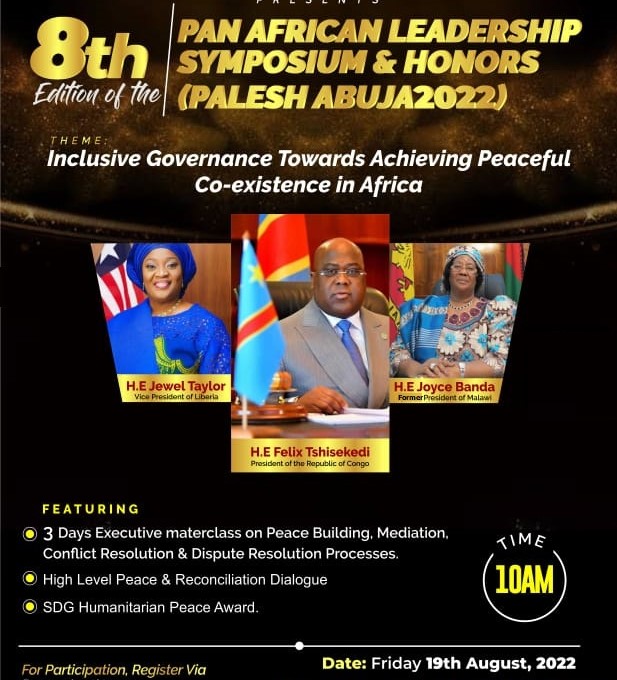 PRESENTS
8th
Edition of the
PAN AFRICAN LEADERSHIP
SYMPOSIUM & HONORS
(PALESH ABUJA2022)
THEME:
Inclusive Governance Towards Achieving Peaceful
Co-existence in Africa
H.E Jewel Taylor
Vice President of Liberia
H.E Felix Tshisekedi
President of the Republic of Congo
H.E Joyce Banda
Former President of Malawi
FEATURING
3 Days Executive materclass on Peace Building, Mediation,
Conflict Resolution & Dispute Resolution Processes.
High Level Peace & Reconciliation Dialogue
SDG Humanitarian Peace Award.
TIME
10AM
Date: Friday 19th August, 2022
For Participation, Register Via